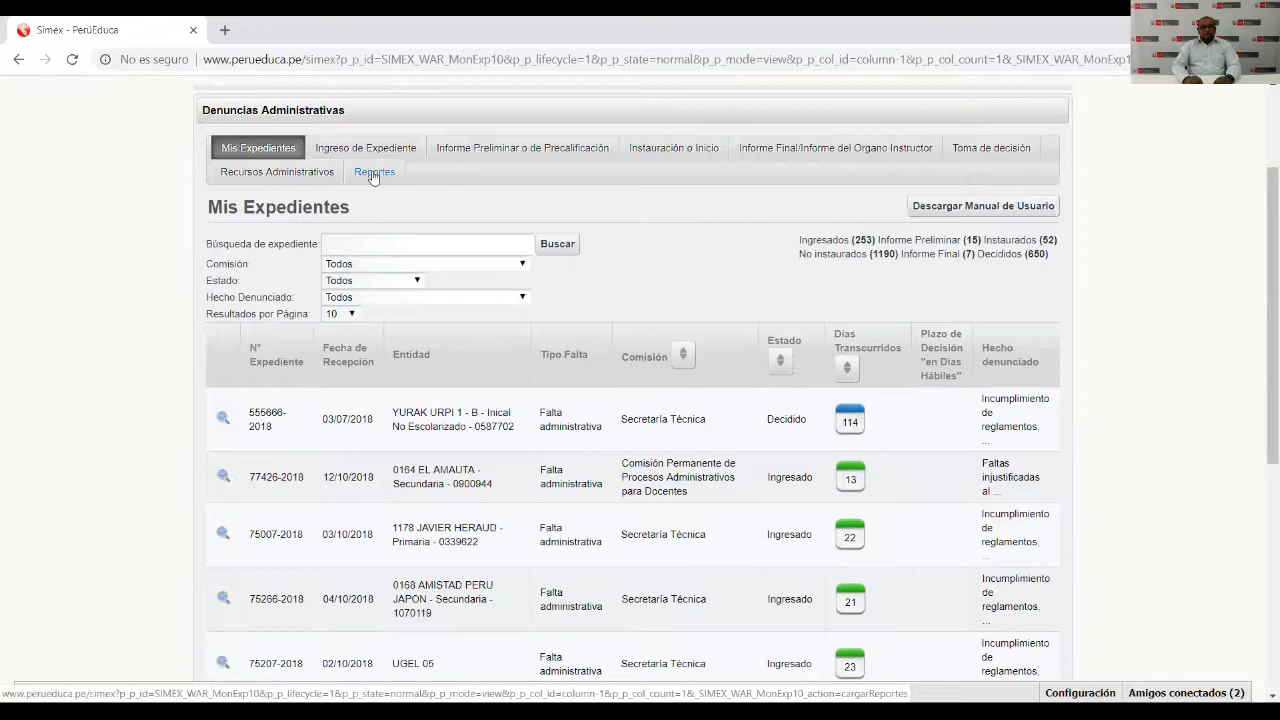 Simex - PerúEduca
No es seguro www.perueduca.pe/simex?p_p_id=SIMEX_WAR_MonExp10&p_p_lifecycle=1&p_p_state=normal&p_p_mode=view&p_p_col_id=column-1&p_p_col_count=1&_SIMEX_WAR_MonExp1
Denuncias Administrativas
Mis Expedientes Ingreso de Expediente Informe Preliminar o de Precalificación Instauración o Inicio Informe Final/Informe del Organo Instructor Toma de decisión
Recursos Administrativos Reportes
Mis Expedientes Descargar Manual de Usuario
Búsqueda de expediente: Buscar Ingresados (253) Informe Preliminar (15) Instaurados (52)
No instaurados (1190) Informe Final (7) Decididos (650)
Comisión: Todos
Estado: Todos
Hecho Denunciado: Todos
Resultados por Página: 10
N° Expediente Fecha de Recepción Entidad Tipo Falta Comisión Estado Días Transcurridos Plazo de Decisión "en Días Hábiles" Hecho denunciado
555666-2018 03/07/2018 YURAK URPI 1 - B - Inical No Escolarizado - 0587702 Falta administrativa Secretaría Técnica Decidido 114 Incumplimiento de reglamentos, ...
77426-2018 12/10/2018 0164 EL AMAUTA - Secundaria - 0900944 Falta administrativa Comisión Permanente de Procesos Administrativos para Docentes Ingresado 13 Faltas injustificadas al ...
75007-2018 03/10/2018 1178 JAVIER HERAUD - Primaria - 0339622 Falta administrativa Secretaría Técnica Ingresado 22 Incumplimiento de reglamentos, ...
75266-2018 04/10/2018 0168 AMISTAD PERU JAPON - Secundaria - 1070119 Falta administrativa Secretaría Técnica Ingresado 21 Incumplimiento de reglamentos, ...
75207-2018 02/10/2018 UGEL 05 Falta administrativa Secretaría Técnica Ingresado 23 Incumplimiento de reglamentos,
www.perueduca.pe/simex?p_p_id=SIMEX_WAR_MonExp10&p_p_lifecycle=1&p_p_state=normal&p_p_mode=view&p_p_col_id=column-1&p_p_col_count=1&_SIMEX_WAR_MonExp10_action=cargarReportes
Configuración Amigos conectados (2)